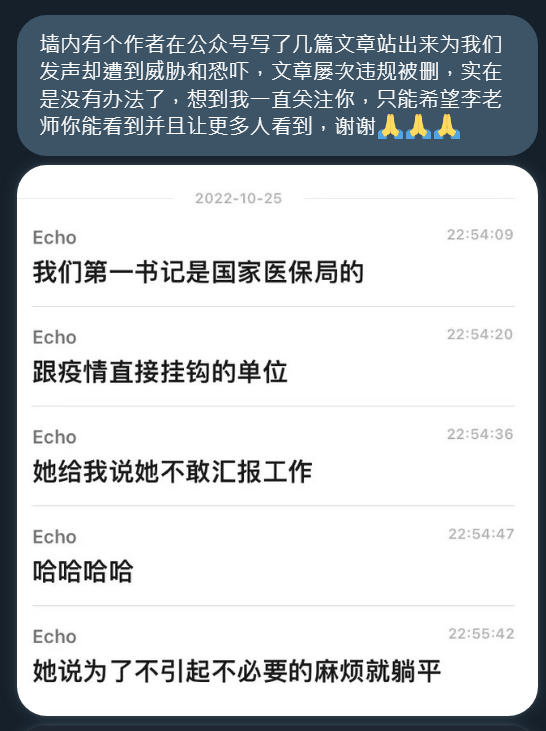 墙内有个作者在公众号写了几篇文章站出来为我们
发声却遭到威胁和恐吓，文章屡次违规被删，实在
是没有办法了，想到我一直关注你，只能希望李老
师你能看到并且让更多人看到，谢谢🙏🙏🙏
2022-10-25
Echo 22:54:09
我们第一书记是国家医保局的
Echo 22:54:20
跟疫情直接挂钩的单位
Echo 22:54:36
她给我说她不敢汇报工作
Echo 22:54:47
哈哈哈哈
Echo 22:55:42
她说为了不引起不必要的麻烦就躺平